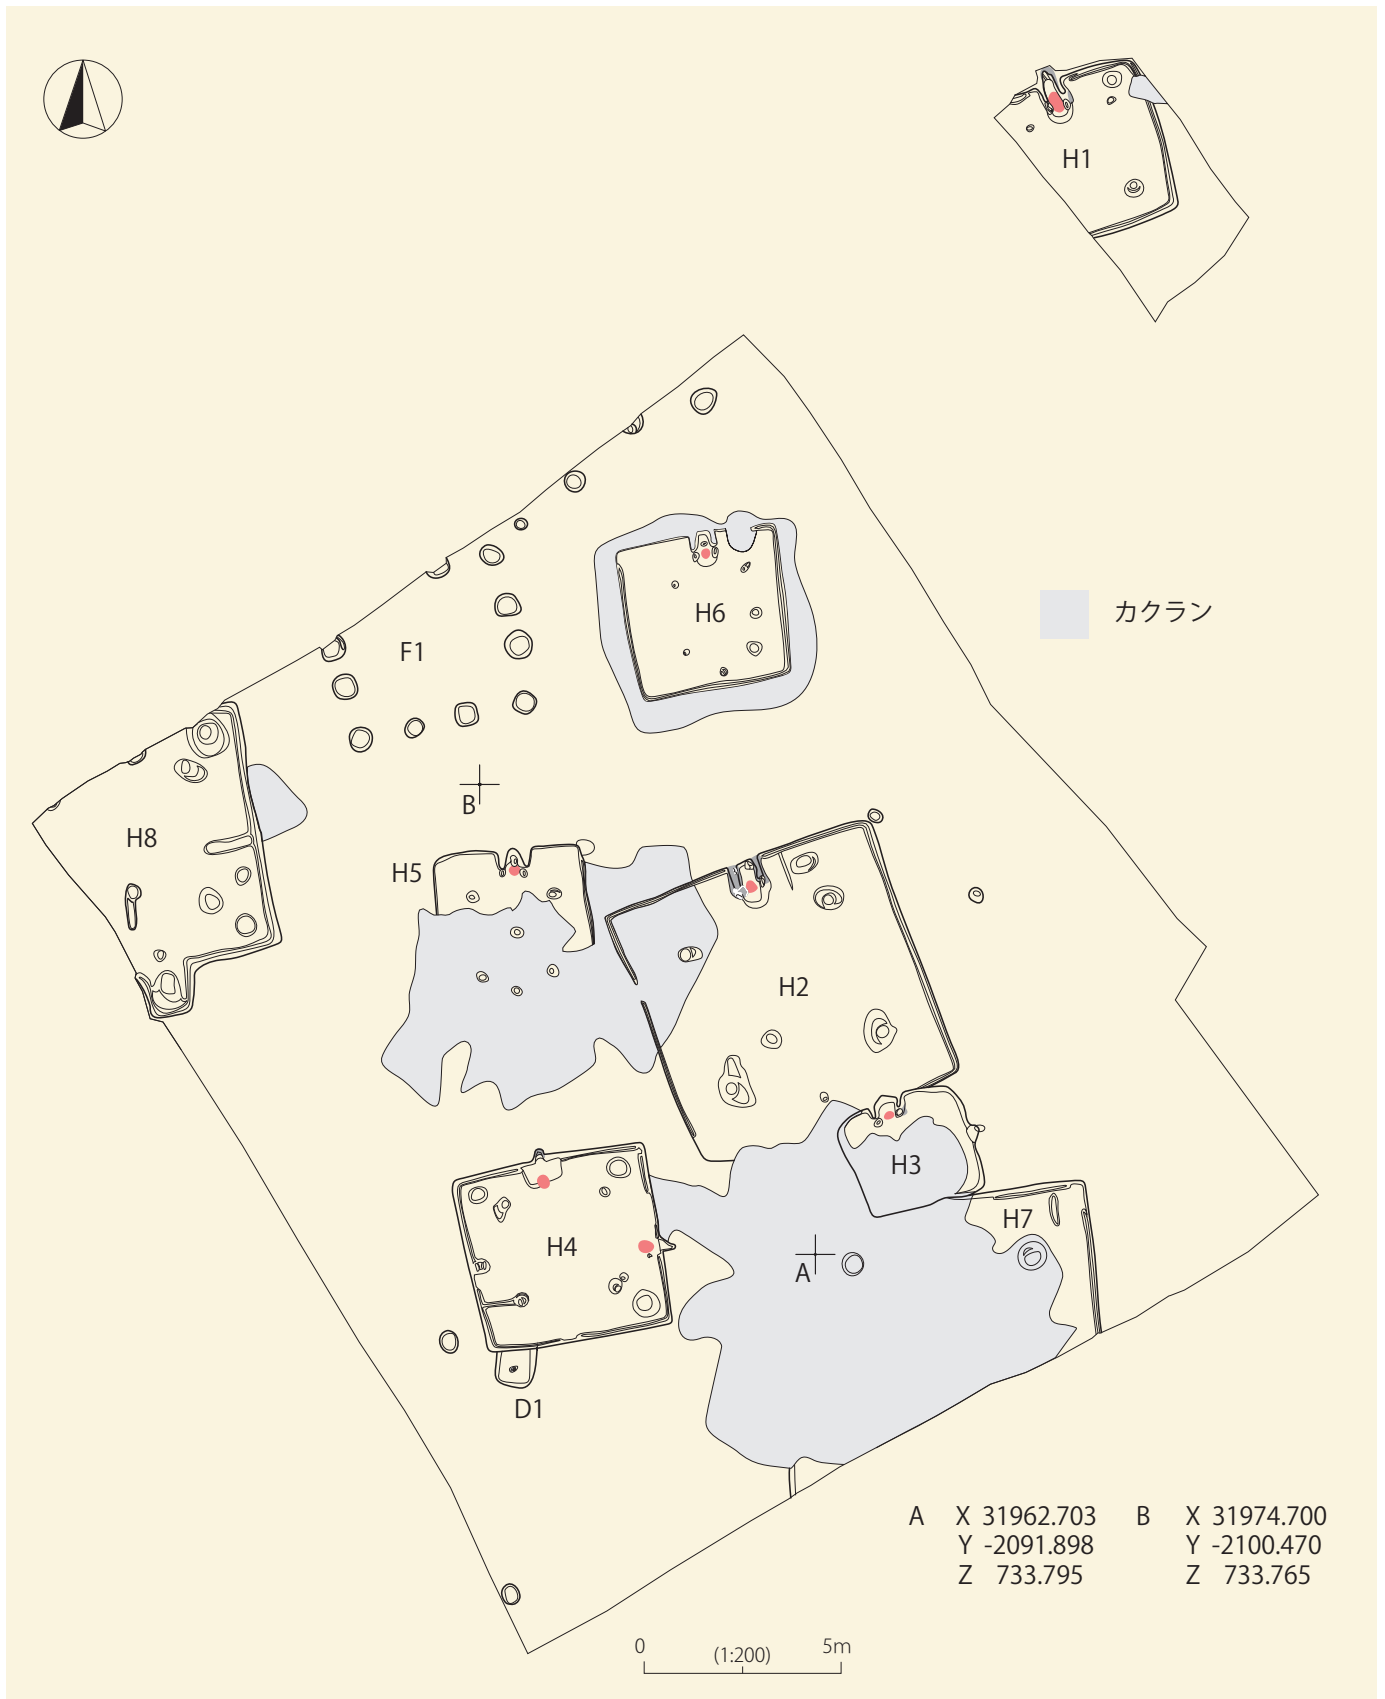 H1
H6
カクラン
F1
B
H8
H5
H2
H3
H7
H4
A
D1
A X 31962.703 B X 31974.700
Y -2091.898 Y -2100.470
Z 733.795 Z 733.765
0 (1:200) 5m